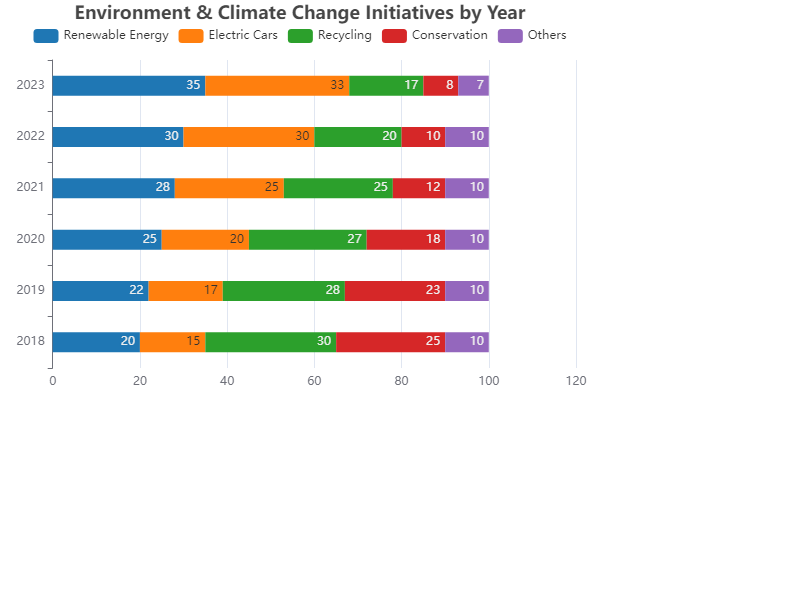 Environment & Climate Change Initiatives by Year
Renewable Energy Electric Cars Recycling Conservation Others
2023 35 33 17 8 7
2022 30 30 20 10 10
2021 28 25 25 12 10
2020 25 20 27 18 10
2019 22 17 28 23 10
2018 20 15 30 25 10
0 20 40 60 80 100 120